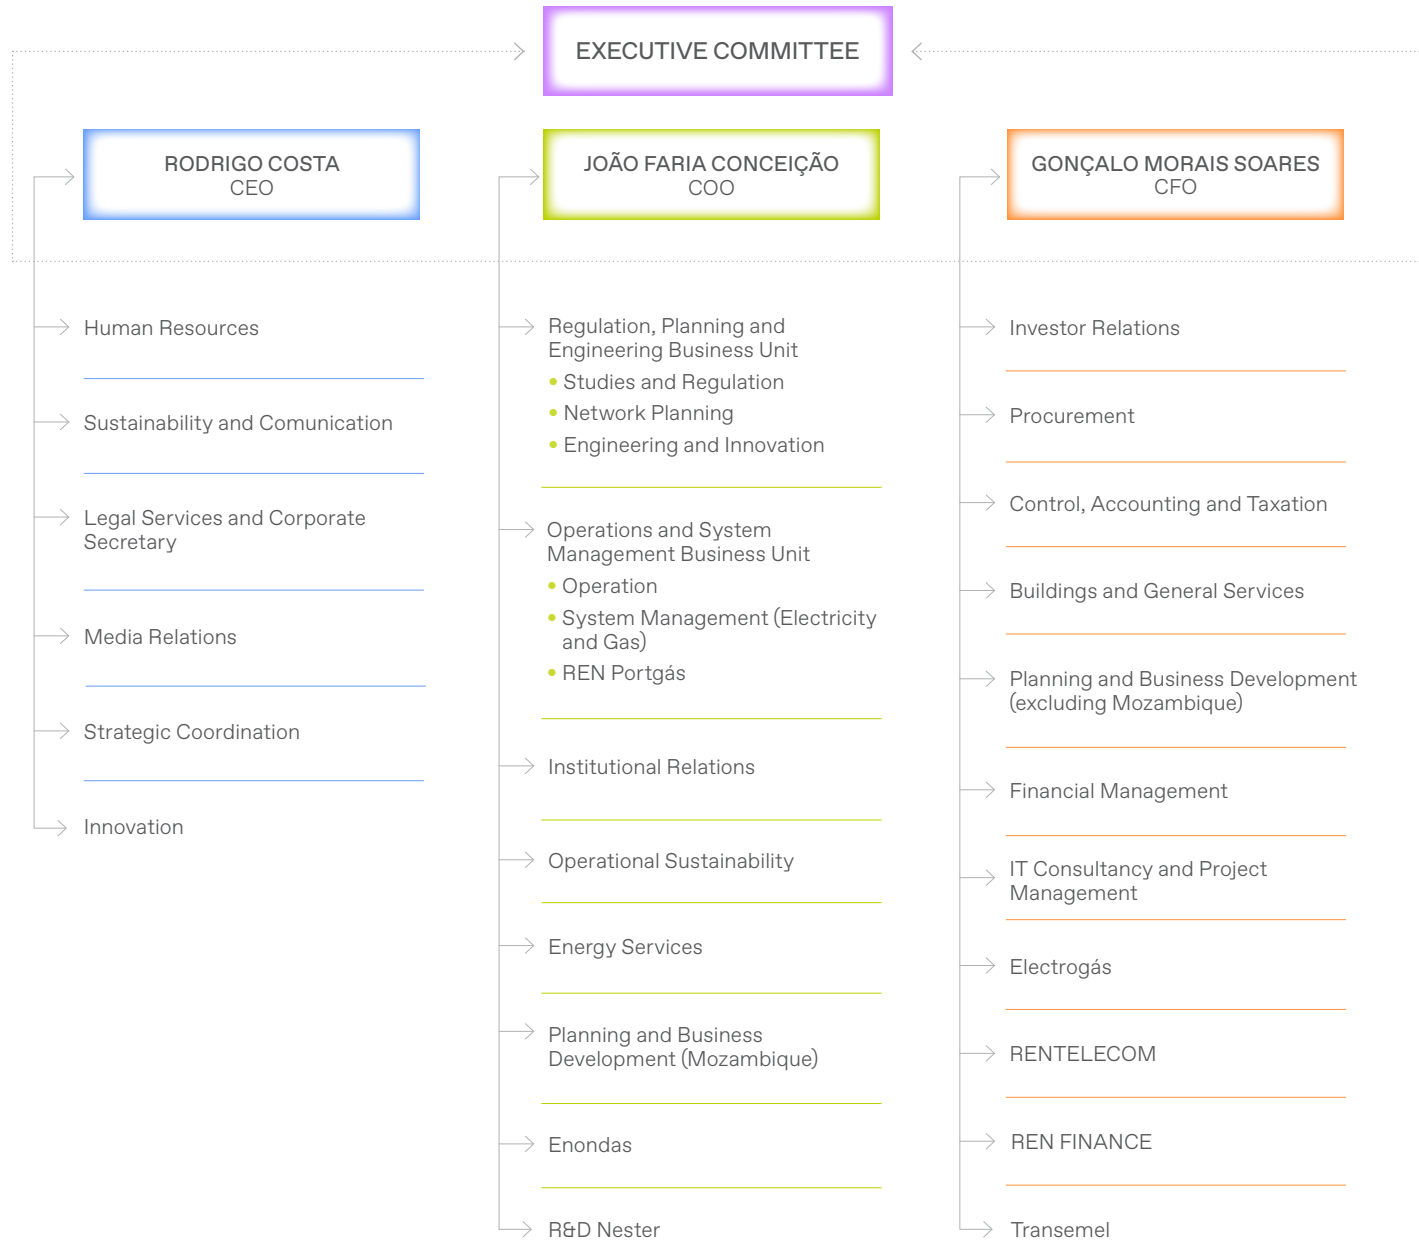 EXECUTIVE COMMITTEE
RODRIGO COSTA
CEO
Human Resources
Sustainability and Comunication
Legal Services and Corporate
Secretary
Media Relations
Strategic Coordination
Innovation
JOÃO FARIA CONCEIÇÃO
COO
Regulation, Planning and
Engineering Business Unit
• Studies and Regulation
• Network Planning
• Engineering and Innovation
Operations and System
Management Business Unit
• Operation
• System Management (Electricity
and Gas)
• REN Portgás
Institutional Relations
Operational Sustainability
Energy Services
Planning and Business
Development (Mozambique)
Enondas
R&D Nester
GONÇALO MORAIS SOARES
CFO
Investor Relations
Procurement
Control, Accounting and Taxation
Buildings and General Services
Planning and Business Development
(excluding Mozambique)
Financial Management
IT Consultancy and Project
Management
Electrogás
RENTELECOM
REN FINANCE
Transemel